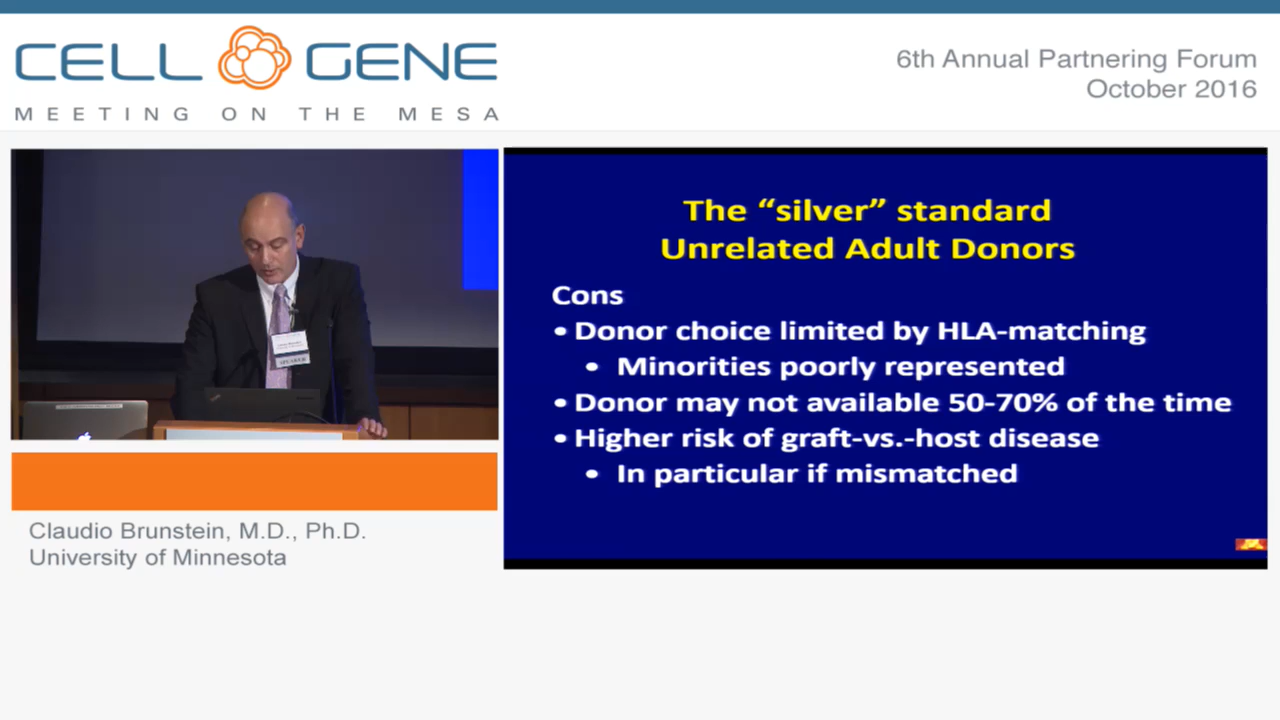 CELL GENE
MEETING ON THE MESA
6th Annual Partnering Forum
October 2016
The “silver” standard
Unrelated Adult Donors
Cons
• Donor choice limited by HLA-matching
• Minorities poorly represented
• Donor may not available 50-70% of the time
• Higher risk of graft-vs.-host disease
• In particular if mismatched
Claudio Brunstein, M.D., Ph.D.
University of Minnesota